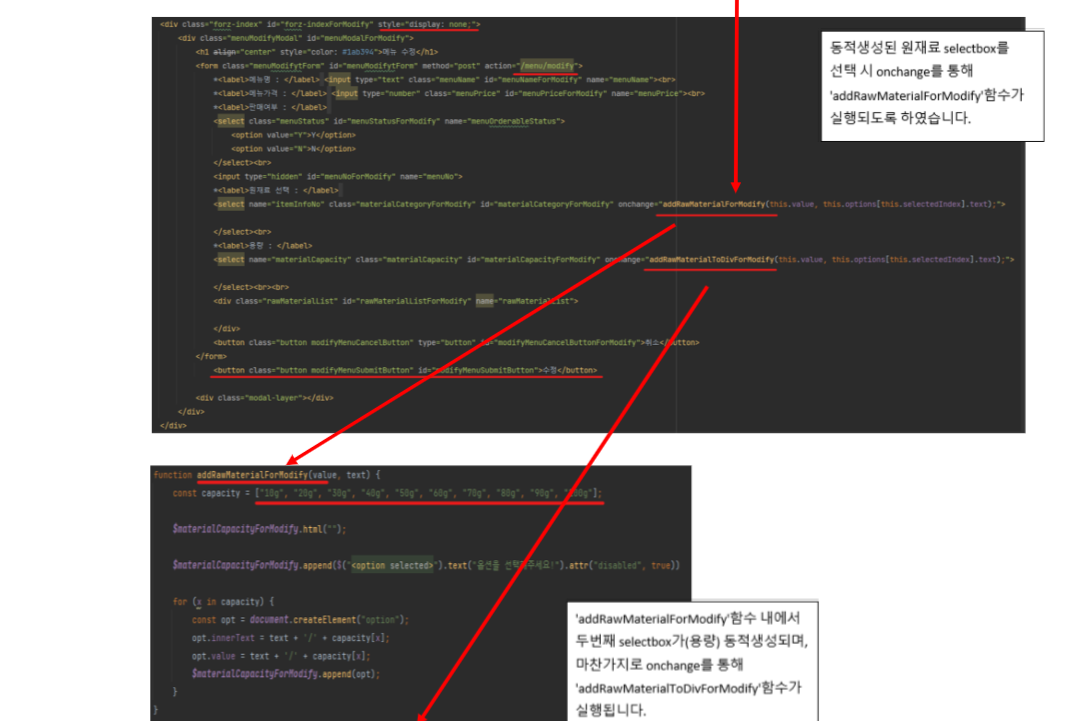 <div class="forz-index" id="forz-indexForModify" style="display: none;">
<div class="menuModifyModal" id="menuModalForModify">
<h1 align="center" style="color: #1ab394">메뉴 수정</h1>
<form class="menuModifytForm" id="menuModifytForm" method="post" action="/menu/modify">
*<label>메뉴명 : </label> <input type="text" class="menuName" id="menuNameForModify" name="menuName"><br>
*<label>메뉴가격 : </label> <input type="number" class="menuPrice" id="menuPriceForModify" name="menuPrice"><br>
*<label>판매여부 : </label>
<select class="menuStatus" id="menuStatusForModify" name="menuOrderableStatus">
<option value="Y">Y</option>
<option value="N">N</option>
</select><br>
<input type="hidden" id="menuNoForModify" name="menuNo">
*<label>원재료 선택 : </label>
<select name="itemInfoNo" class="materialCategoryForModify" id="materialCategoryForModify" onchange="addRawMaterialForModify(this.value, this.options[this.selectedIndex].text);">
</select><br>
*<label>용량 : </label>
<select name="materialCapacity" class="materialCapacity" id="materialCapacityForModify" onchange="addRawMaterialToDivForModify(this.value, this.options[this.selectedIndex].text);">
</select><br><br>
<div class="rawMaterialList" id="rawMaterialListForModify" name="rawMaterialList">
</div>
<button class="button modifyMenuCancelButton" type="button" id="modifyMenuCancelButtonForModify">취소</button>
</form>
<button class="button modifyMenuSubmitButton" id="modifyMenuSubmitButton">수정</button>
<div class="modal-layer"></div>
</div>
</div>
동적생성된 원재료 selectbox를
선택 시 onchange를 통해
'addRawMaterialForModify'함수가
실행되도록 하였습니다.
function addRawMaterialForModify(value, text) {
const capacity = ["10g", "20g", "30g", "40g", "50g", "60g", "70g", "80g", "90g", "100g"];
$materialCapacityForModify.html("");
$materialCapacityForModify.append($("<option selected>").text("옵션을 선택해주세요!").attr("disabled", true))
for (x in capacity) {
const opt = document.createElement("option");
opt.innerText = text + '/' + capacity[x];
opt.value = text + '/' + capacity[x];
$materialCapacityForModify.append(opt);
}
}
'addRawMaterialForModify'함수 내에서
두번째 selectbox가(용량) 동적생성되며,
마찬가지로 onchange를 통해
'addRawMaterialToDivForModify'함수가
실행됩니다.